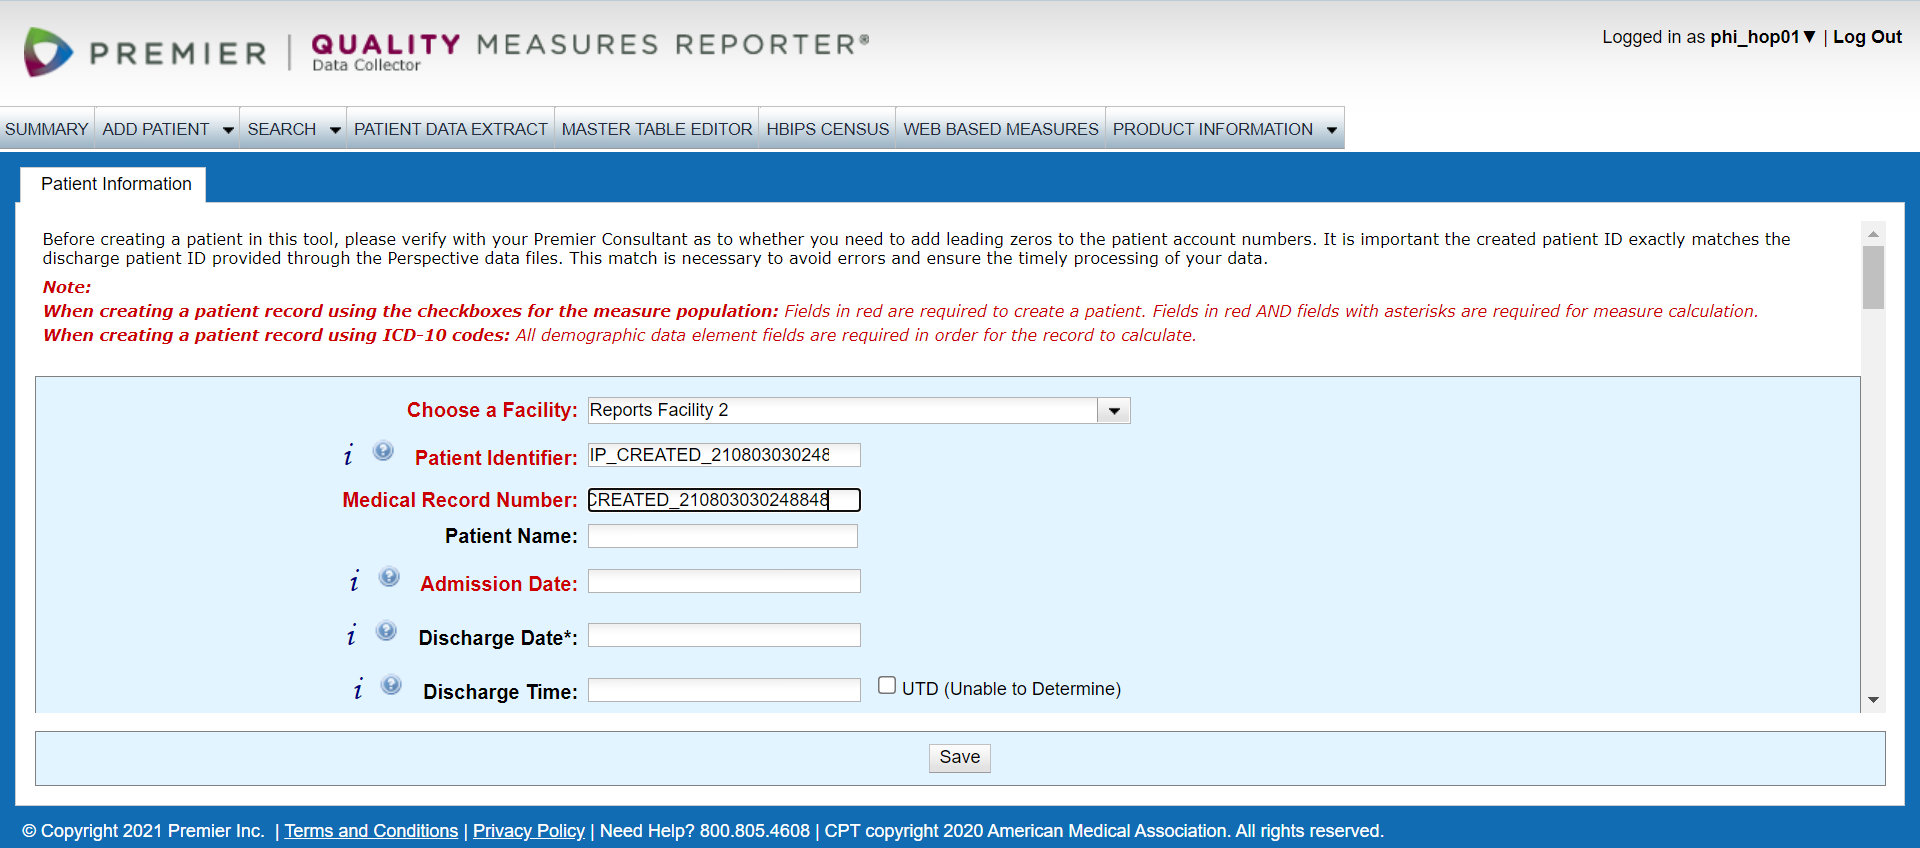 PREMIER | QUALITY MEASURES REPORTER®
Data Collector
Logged in as phi_hop01▼ | Log Out
SUMMARY ADD PATIENT ▼ SEARCH ▼ PATIENT DATA EXTRACT MASTER TABLE EDITOR HBIPS CENSUS WEB BASED MEASURES PRODUCT INFORMATION ▼
Patient Information
Before creating a patient in this tool, please verify with your Premier Consultant as to whether you need to add leading zeros to the patient account numbers. It is important the created patient ID exactly matches the
discharge patient ID provided through the Perspective data files. This match is necessary to avoid errors and ensure the timely processing of your data.
Note:
When creating a patient record using the checkboxes for the measure population: Fields in red are required to create a patient. Fields in red AND fields with asterisks are required for measure calculation.
When creating a patient record using ICD-10 codes: All demographic data element fields are required in order for the record to calculate.
Choose a Facility: Reports Facility 2
i ? Patient Identifier: IP_CREATED_210803030248
Medical Record Number: CREATED_210803030248848
Patient Name:
i ? Admission Date:
i ? Discharge Date*:
i ? Discharge Time: UTD (Unable to Determine)
Save
© Copyright 2021 Premier Inc. | Terms and Conditions | Privacy Policy | Need Help? 800.805.4608 | CPT copyright 2020 American Medical Association. All rights reserved.